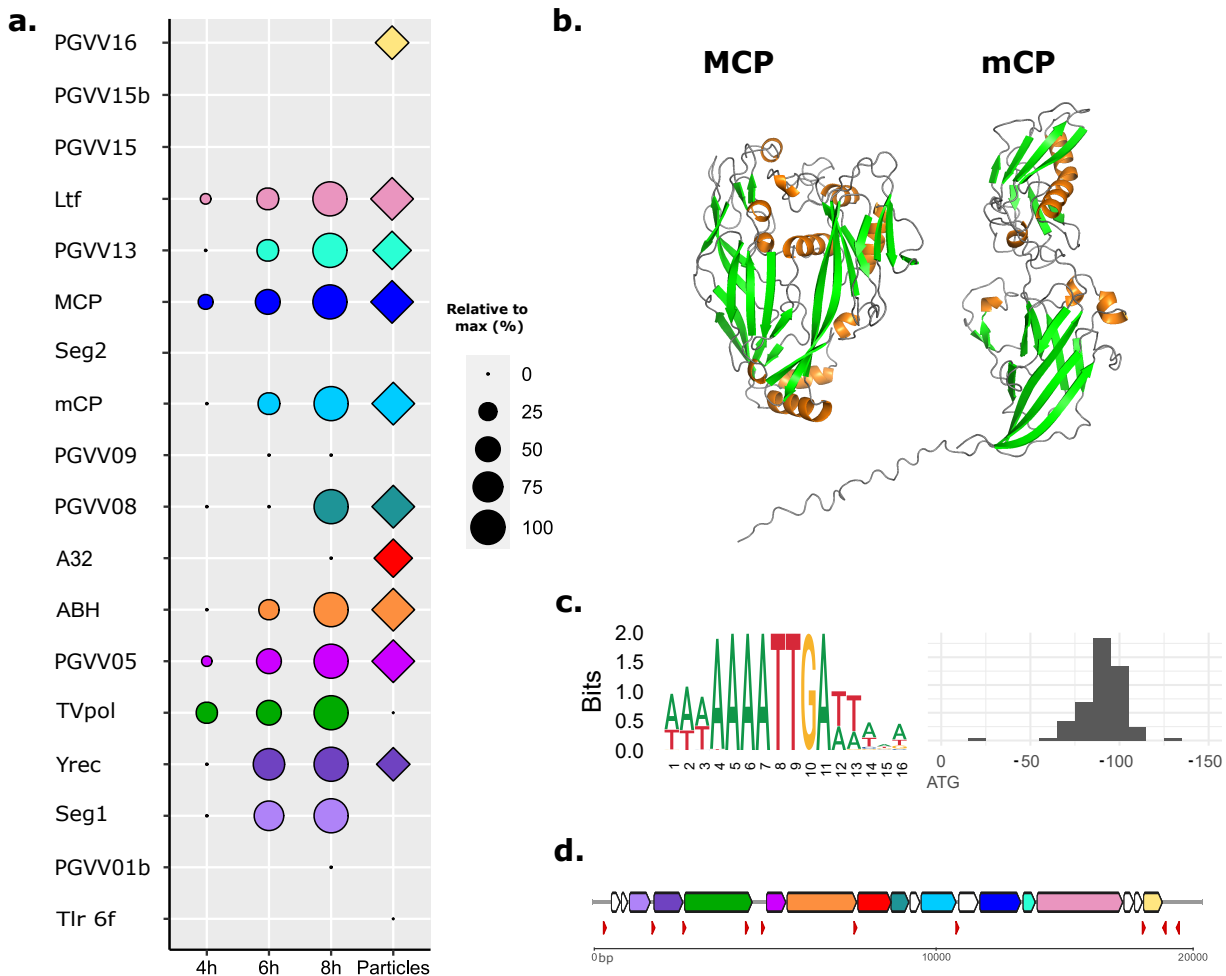 a.
PGVV16
PGVV15b
PGVV15
Ltf
PGVV13
MCP
Seg2
mCP
PGVV09
PGVV08
A32
ABH
PGVV05
TVpol
Yrec
Seg1
PGVV01b
Tlr 6f
4h 6h 8h Particles
Relative to
max (%)
0
25
50
75
100
b.
MCP mCP
c.
Bits
2.0
1.5
1.0
0.5
0.0
1 2 3 4 5 6 7 8 9 10 11 12 13 14 15 16
0 -50 -100 -150
ATG
d.
0bp 10000 20000